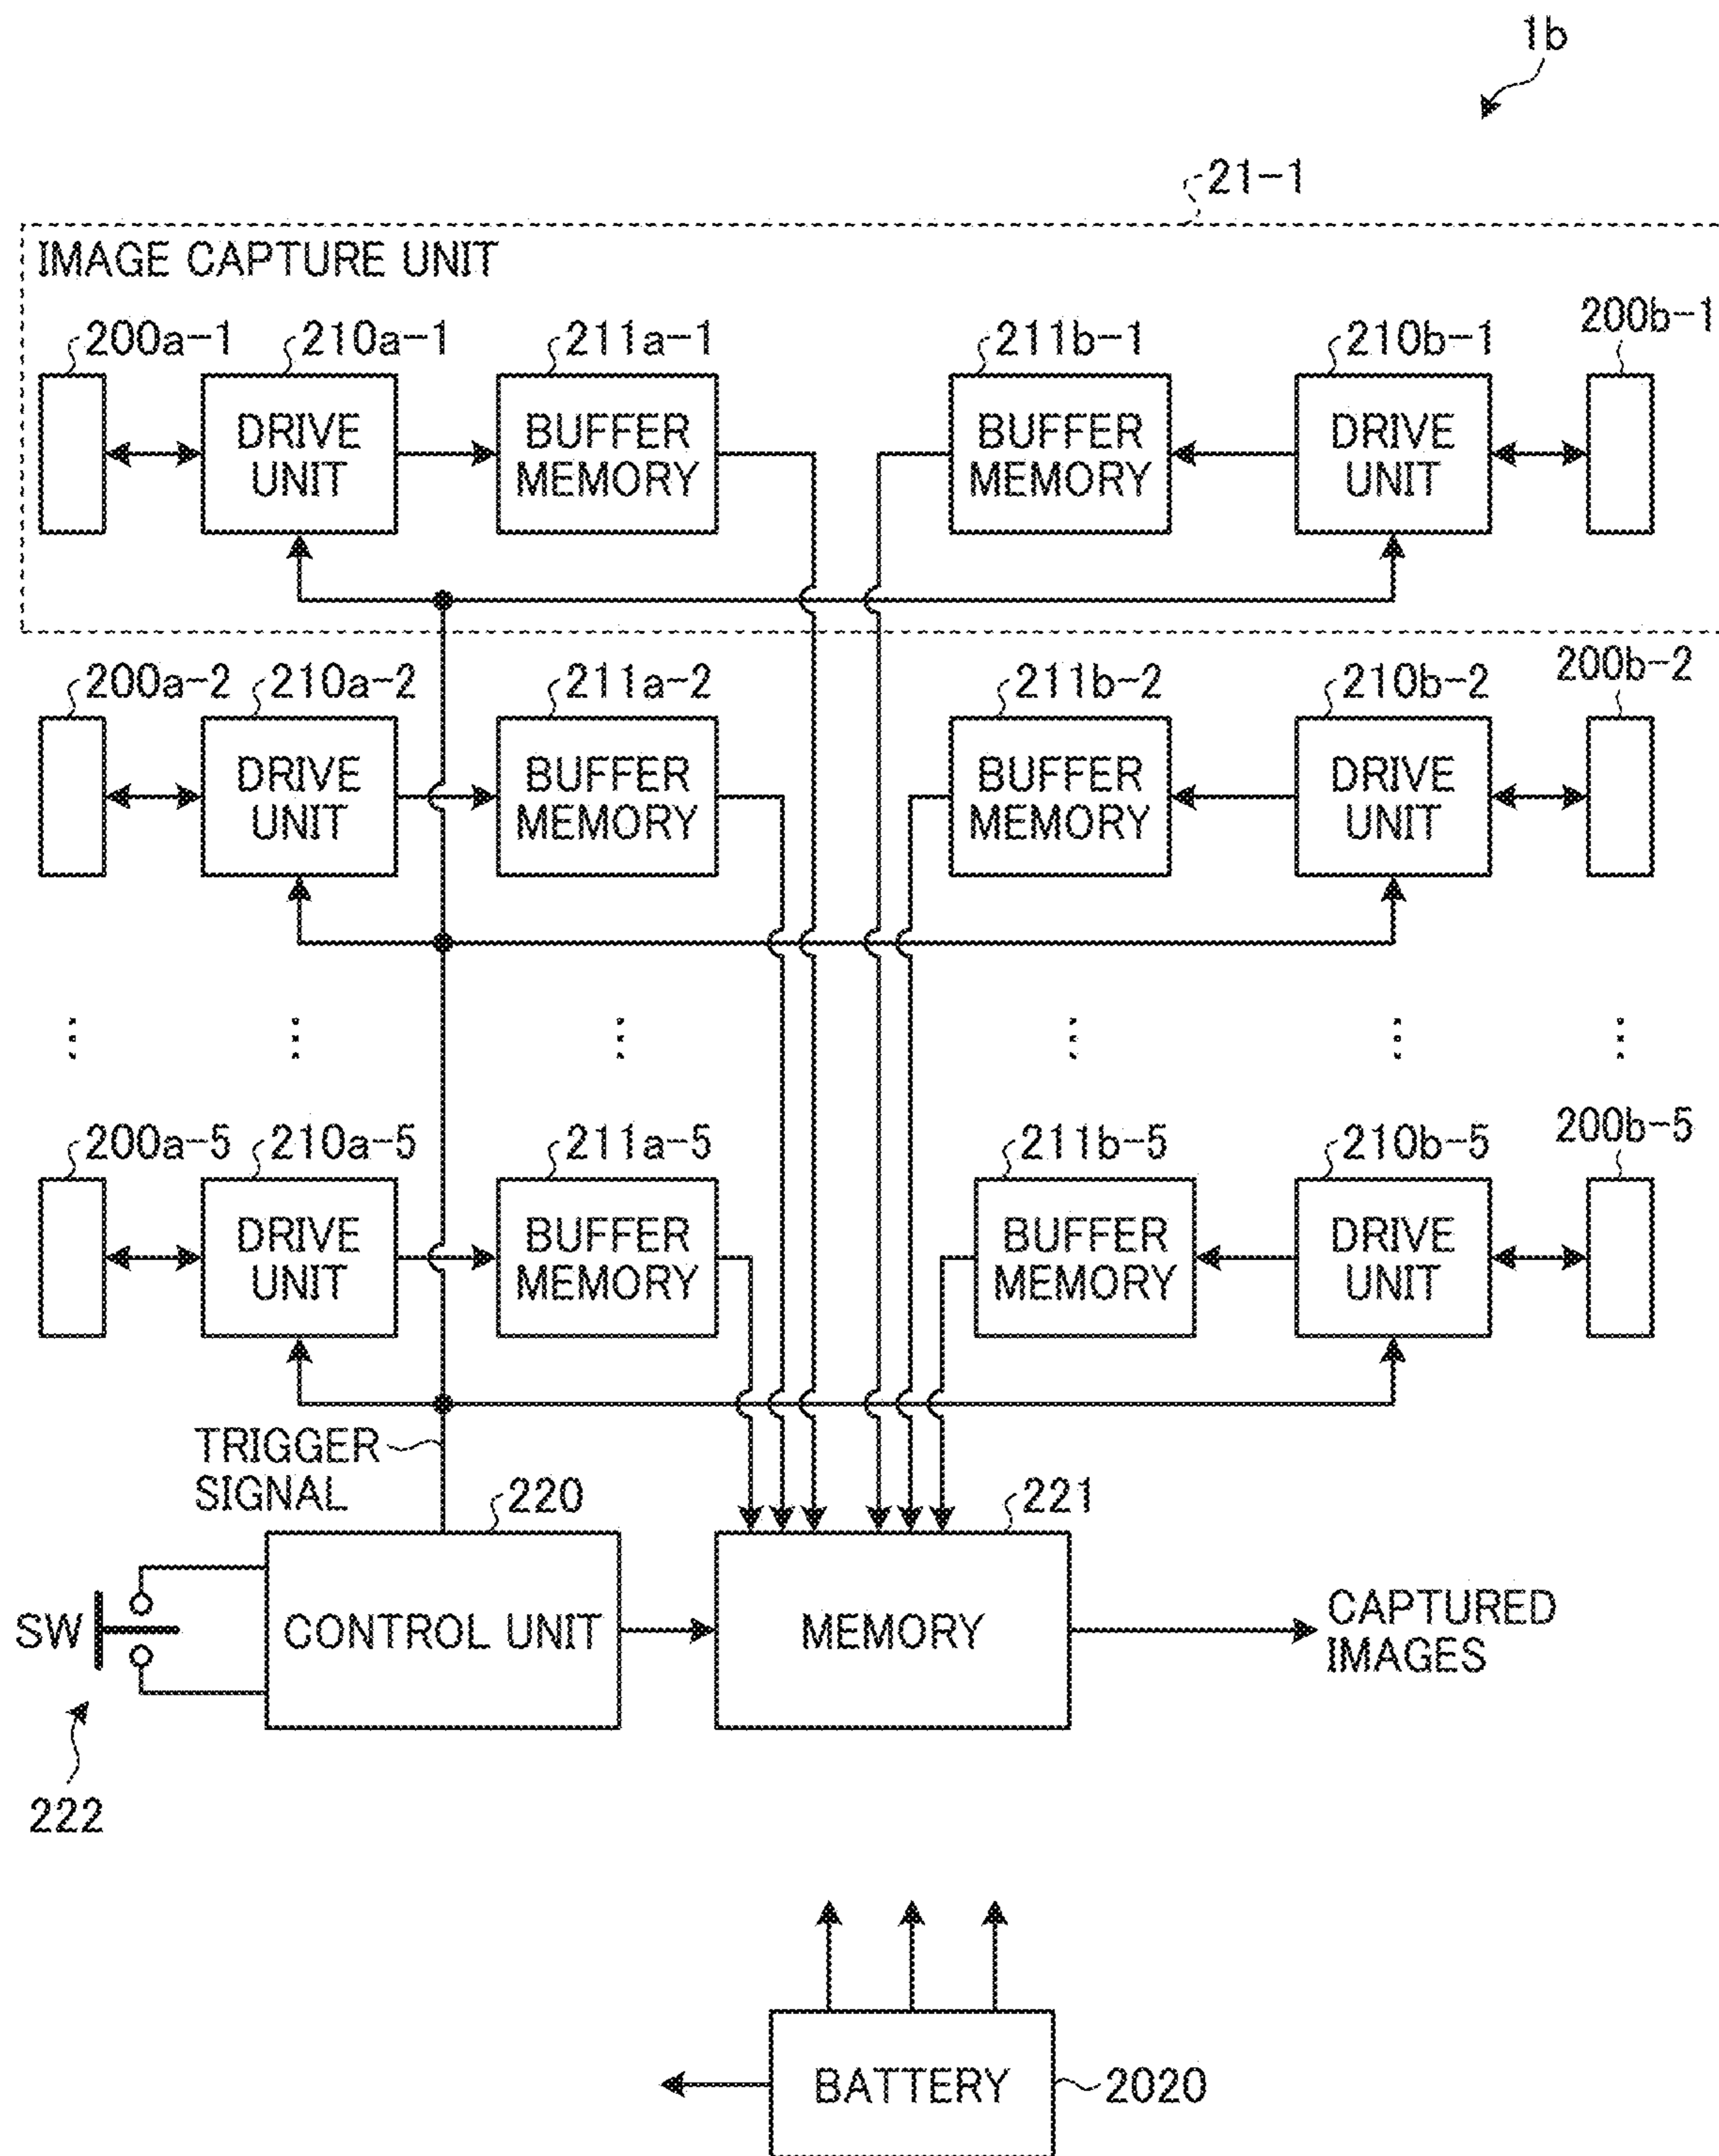 1b
21-1
IMAGE CAPTURE UNIT
200a-1 210a-1 211a-1 211b-1 210b-1 200b-1
DRIVE UNIT
BUFFER MEMORY
BUFFER MEMORY
DRIVE UNIT
200a-2 210a-2 211a-2 211b-2 210b-2 200b-2
DRIVE UNIT
BUFFER MEMORY
BUFFER MEMORY
DRIVE UNIT
200a-5 210a-5 211a-5 211b-5 210b-5 200b-5
DRIVE UNIT
BUFFER MEMORY
BUFFER MEMORY
DRIVE UNIT
TRIGGER
SIGNAL
220
221
SW
CONTROL UNIT
MEMORY
CAPTURED
IMAGES
222
BATTERY
2020